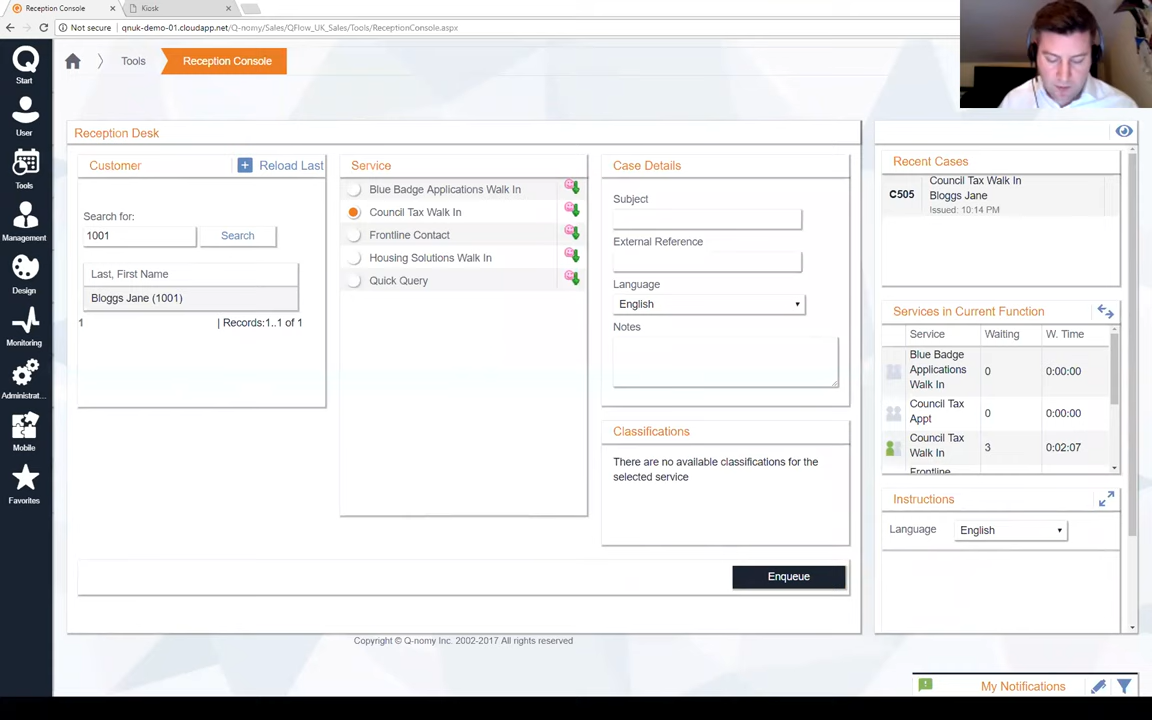 Reception Console
Kiosk
Not secure
qnuk-demo-01.cloudapp.net/Q-nomy/Sales/QFlow_UK_Sales/Tools/ReceptionConsole.aspx
Start
User
Tools
Management
Design
Monitoring
Administrat...
Mobile
Favorites
Tools
Reception Console
Reception Desk
Customer
Reload Last
Search for:
1001
Search
Last, First Name
Bloggs Jane (1001)
1 | Records:1..1 of 1
Service
Blue Badge Applications Walk In
Council Tax Walk In
Frontline Contact
Housing Solutions Walk In
Quick Query
Case Details
Subject
External Reference
Language
English
Notes
Classifications
There are no available classifications for the
selected service
Enqueue
Copyright © Q-nomy Inc. 2002-2017 All rights reserved
Recent Cases
C505
Council Tax Walk In
Bloggs Jane
Issued: 10:14 PM
Services in Current Function
Service Waiting W. Time
Blue Badge
Applications
Walk In
0 0:00:00
Council Tax
Appt
0 0:00:00
Council Tax
Walk In
3 0:02:07
Frontline
Instructions
Language English
My Notifications